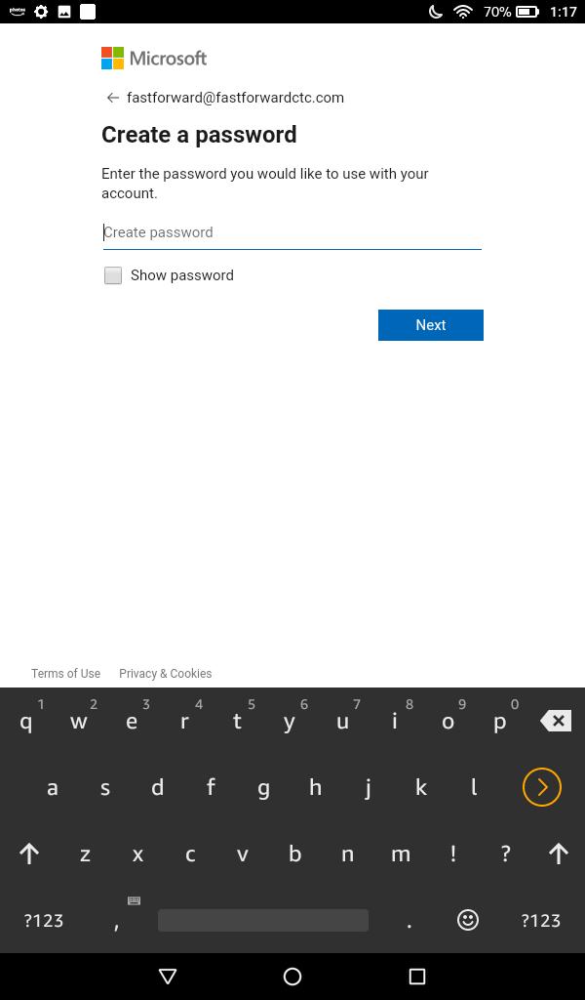 photos 70% 1:17
Microsoft
fastforward@fastforwardctc.com
Create a password
Enter the password you would like to use with your
account.
Create password
Show password
Next
Terms of Use Privacy & Cookies
1 2 3 4 5 6 7 8 9 0
q w e r t y u i o p
a s d f g h j k l
z x c v b n m ! ?
?123 , . ?123